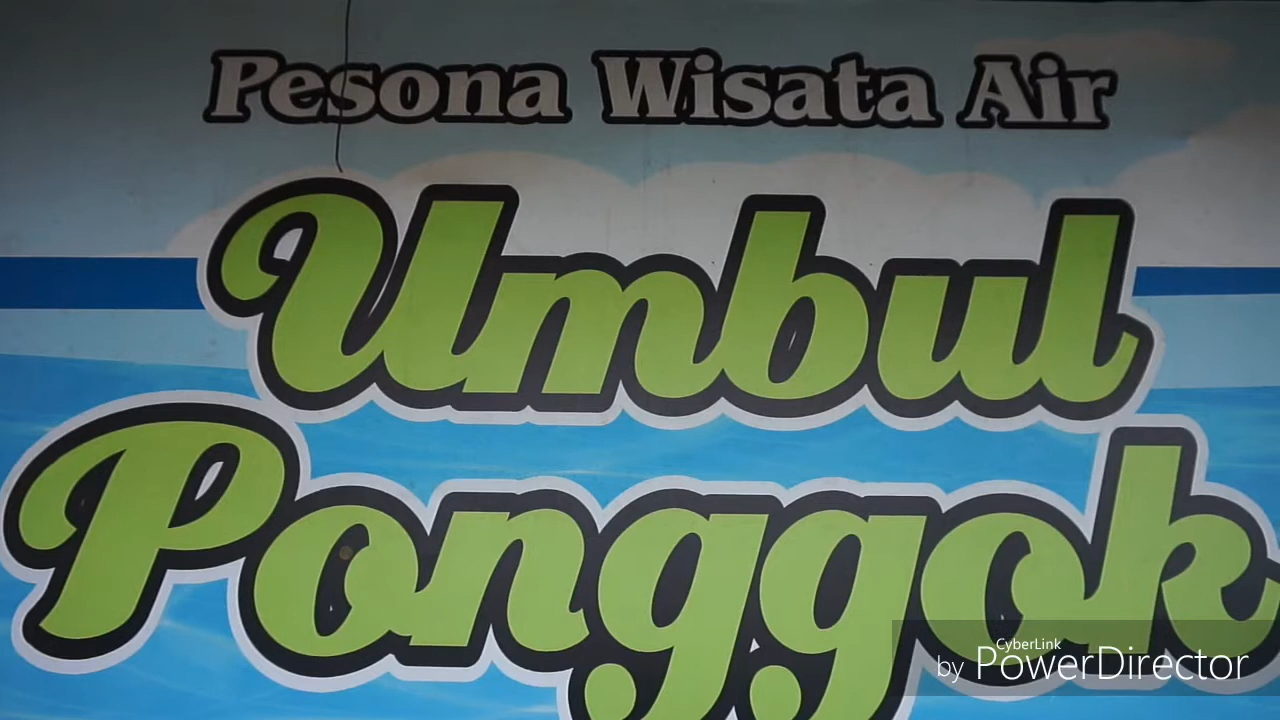 Pesona Wisata Air
Umbul
Ponggok
CyberLink
by PowerDirector